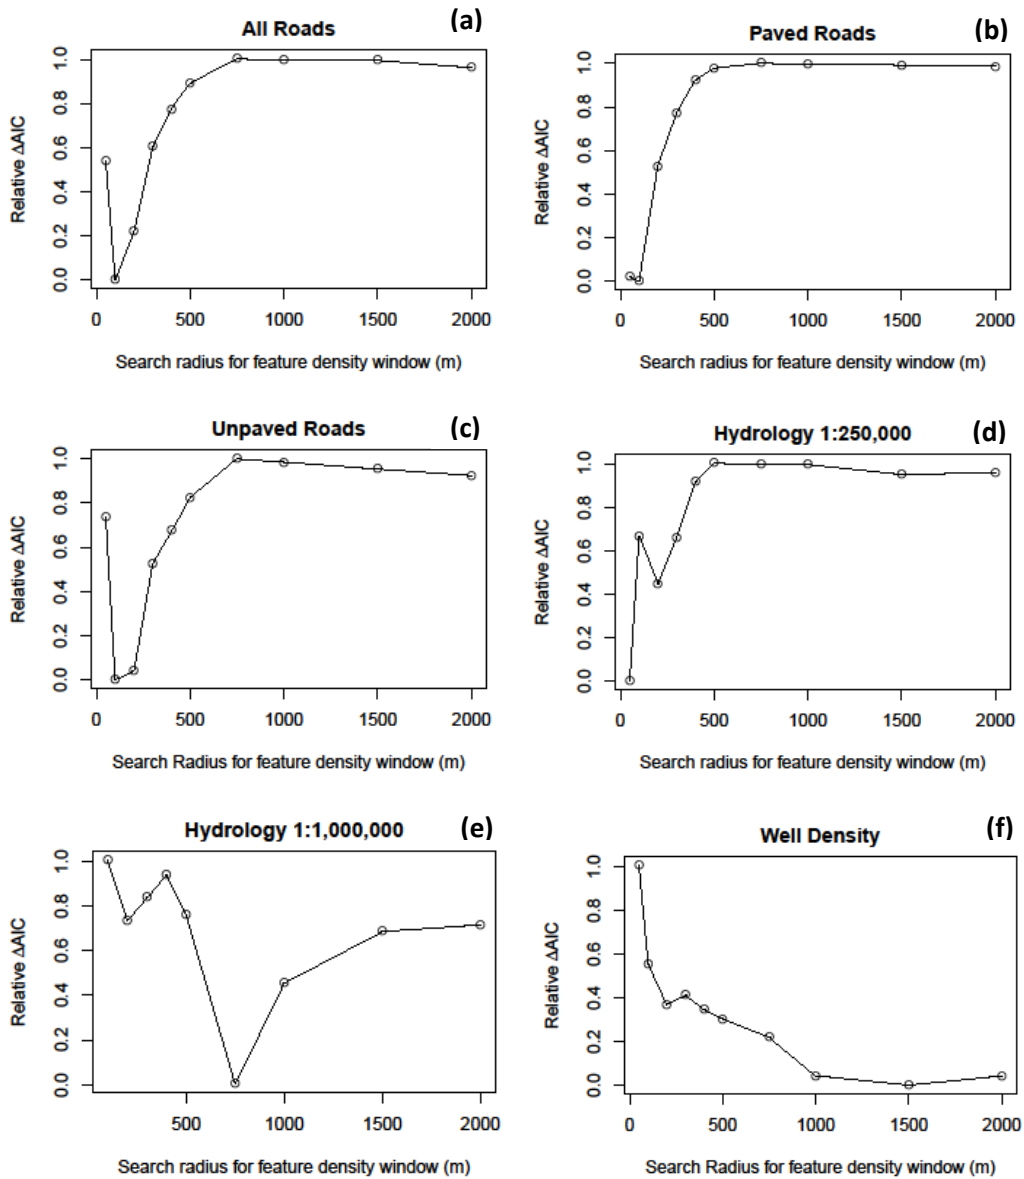 All Roads
(a)
Relative ΔAIC
0.0 0.2 0.4 0.6 0.8 1.0
0 500 1000 1500 2000
Search radius for feature density window (m)
Paved Roads
(b)
Relative ΔAIC
0.0 0.2 0.4 0.6 0.8 1.0
0 500 1000 1500 2000
Search radius for feature density window (m)
Unpaved Roads
(c)
Relative ΔAIC
0.0 0.2 0.4 0.6 0.8 1.0
0 500 1000 1500 2000
Search Radius for feature density window (m)
Hydrology 1:250,000
(d)
Relative ΔAIC
0.0 0.2 0.4 0.6 0.8 1.0
0 500 1000 1500 2000
Search radius for feature density window (m)
Hydrology 1:1,000,000
(e)
Relative ΔAIC
0.0 0.2 0.4 0.6 0.8 1.0
500 1000 1500 2000
Search radius for feature density window (m)
Well Density
(f)
Relative ΔAIC
0.0 0.2 0.4 0.6 0.8 1.0
0 500 1000 1500 2000
Search Radius for feature density window (m)